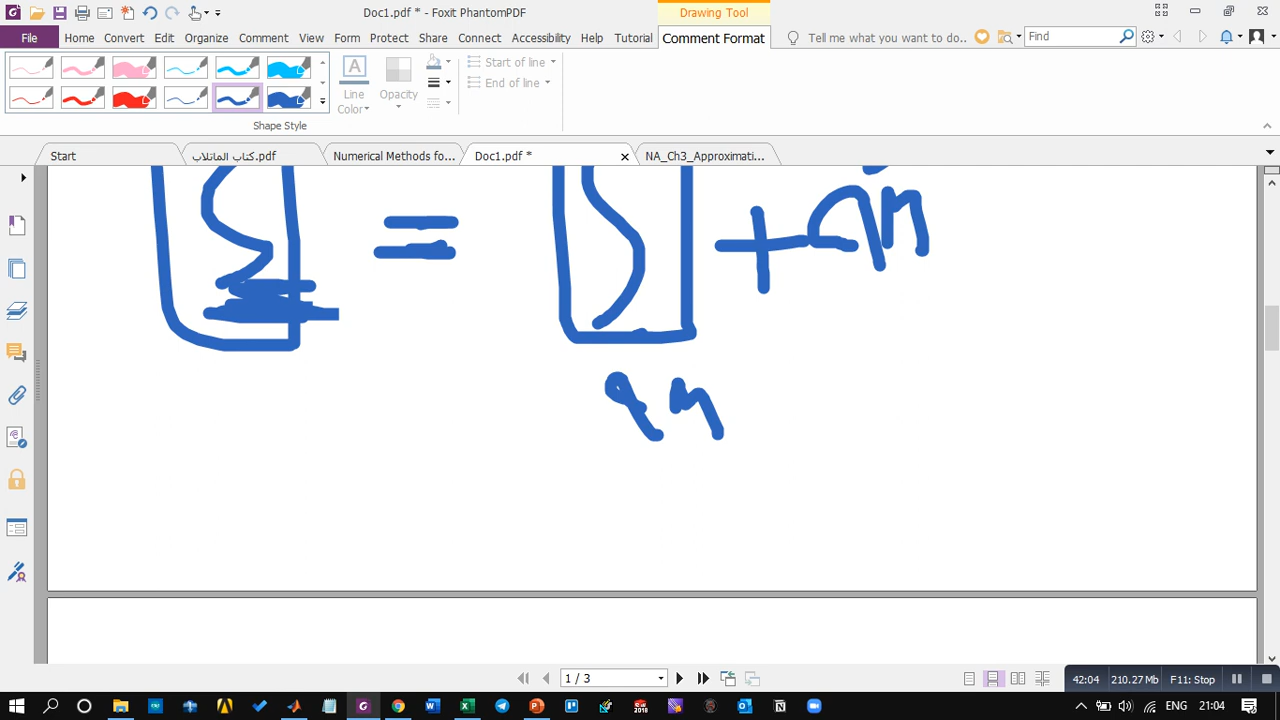 Doc1.pdf * - Foxit PhantomPDF
Drawing Tool
File Home Convert Edit Organize Comment View Form Protect Share Connect Accessibility Help Tutorial Comment Format Tell me what you want to do.. Find
Line Color
Opacity
Start of line
End of line
Shape Style
Start كتاب الماتلاب.pdf Numerical Methods fo... Doc1.pdf * NA_Ch3_Approximati...
= +
1 / 3
42:04 210.27 Mb F11: Stop
ENG 21:04